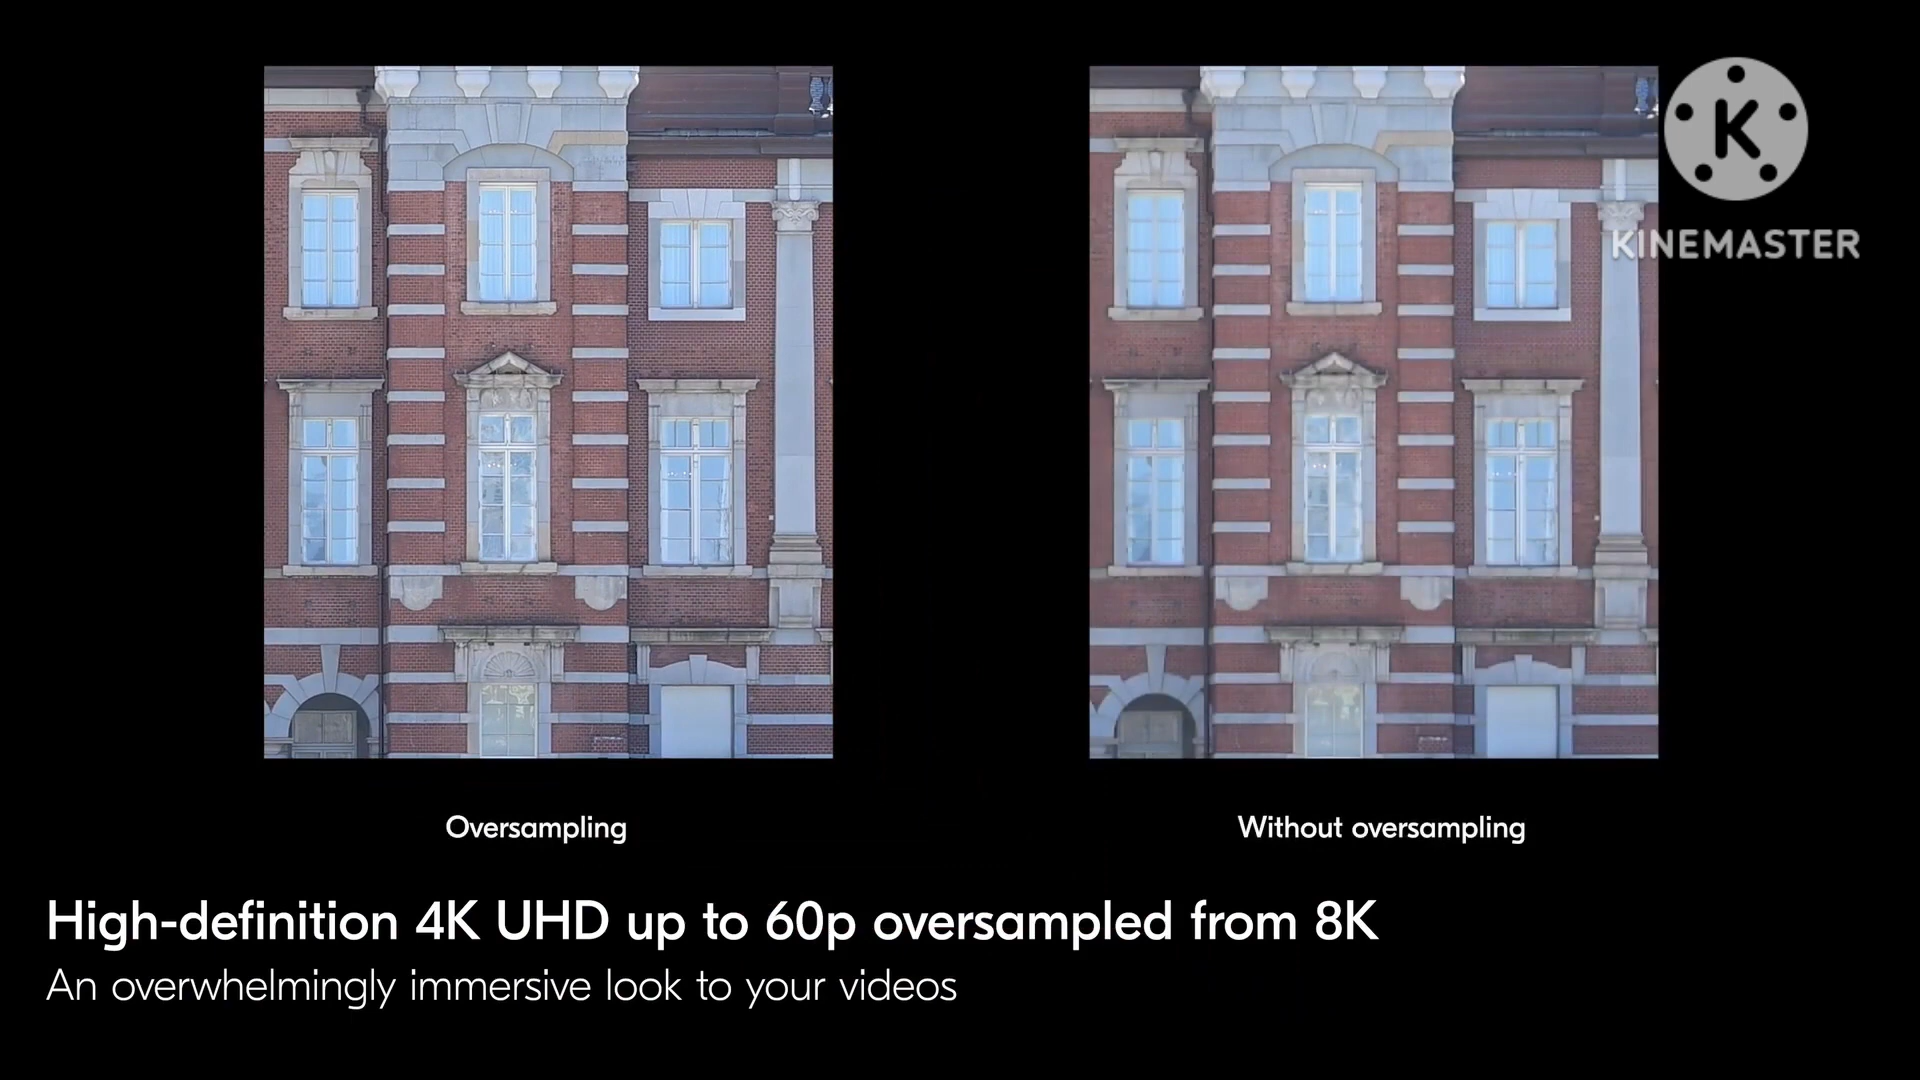 K
KINEMASTER
Oversampling
Without oversampling
High-definition 4K UHD up to 60p oversampled from 8K
An overwhelmingly immersive look to your videos